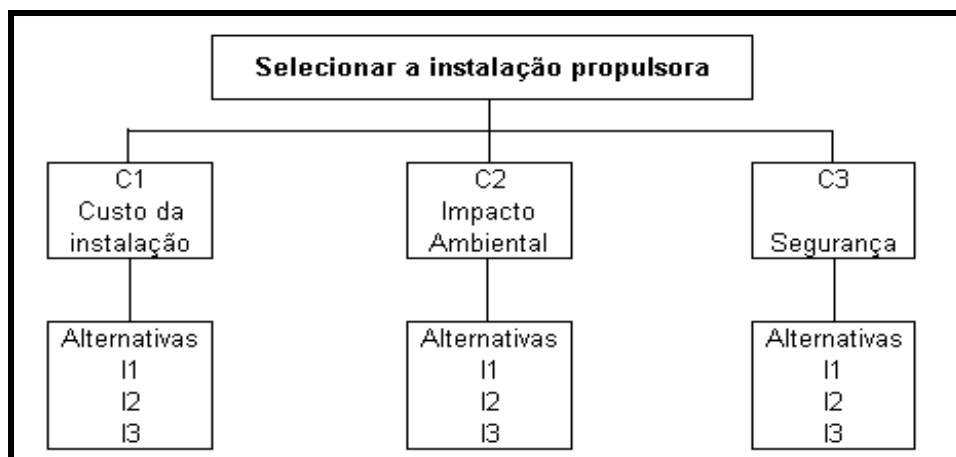 Selecionar a instalação propulsora
C1
Custo da
instalação
C2
Impacto
Ambiental
C3
Segurança
Alternativas
I1
I2
I3
Alternativas
I1
I2
I3
Alternativas
I1
I2
I3